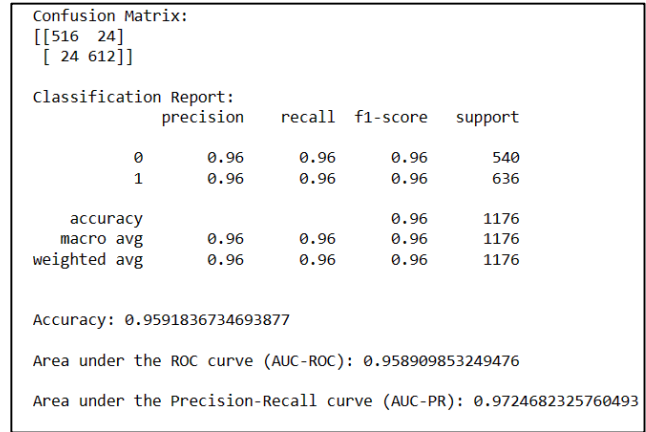 Confusion Matrix:
[[516  24]
 [ 24 612]]
Classification Report:
              precision    recall  f1-score   support
           0       0.96      0.96      0.96       540
           1       0.96      0.96      0.96       636
    accuracy                           0.96      1176
   macro avg       0.96      0.96      0.96      1176
weighted avg       0.96      0.96      0.96      1176
Accuracy: 0.9591836734693877
Area under the ROC curve (AUC-ROC): 0.958909853249476
Area under the Precision-Recall curve (AUC-PR): 0.9724682325760493